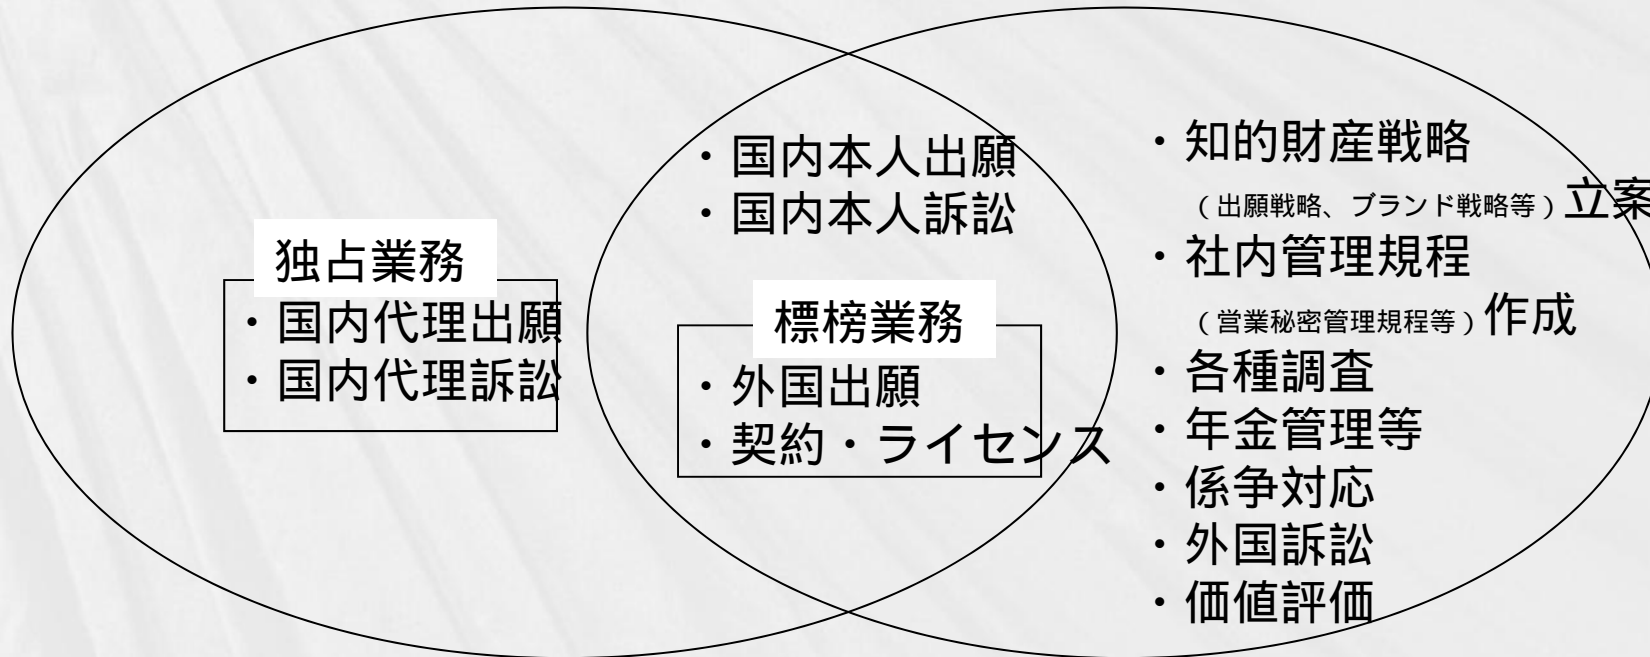 独占業務
・国内代理出願
・国内代理訴訟
・国内本人出願
・国内本人訴訟
標榜業務
・外国出願
・契約・ライセンス
・知的財産戦略
（出願戦略、ブランド戦略等）立案
・社内管理規程
（営業秘密管理規程等）作成
・各種調査
・年金管理等
・係争対応
・外国訴訟
・価値評価